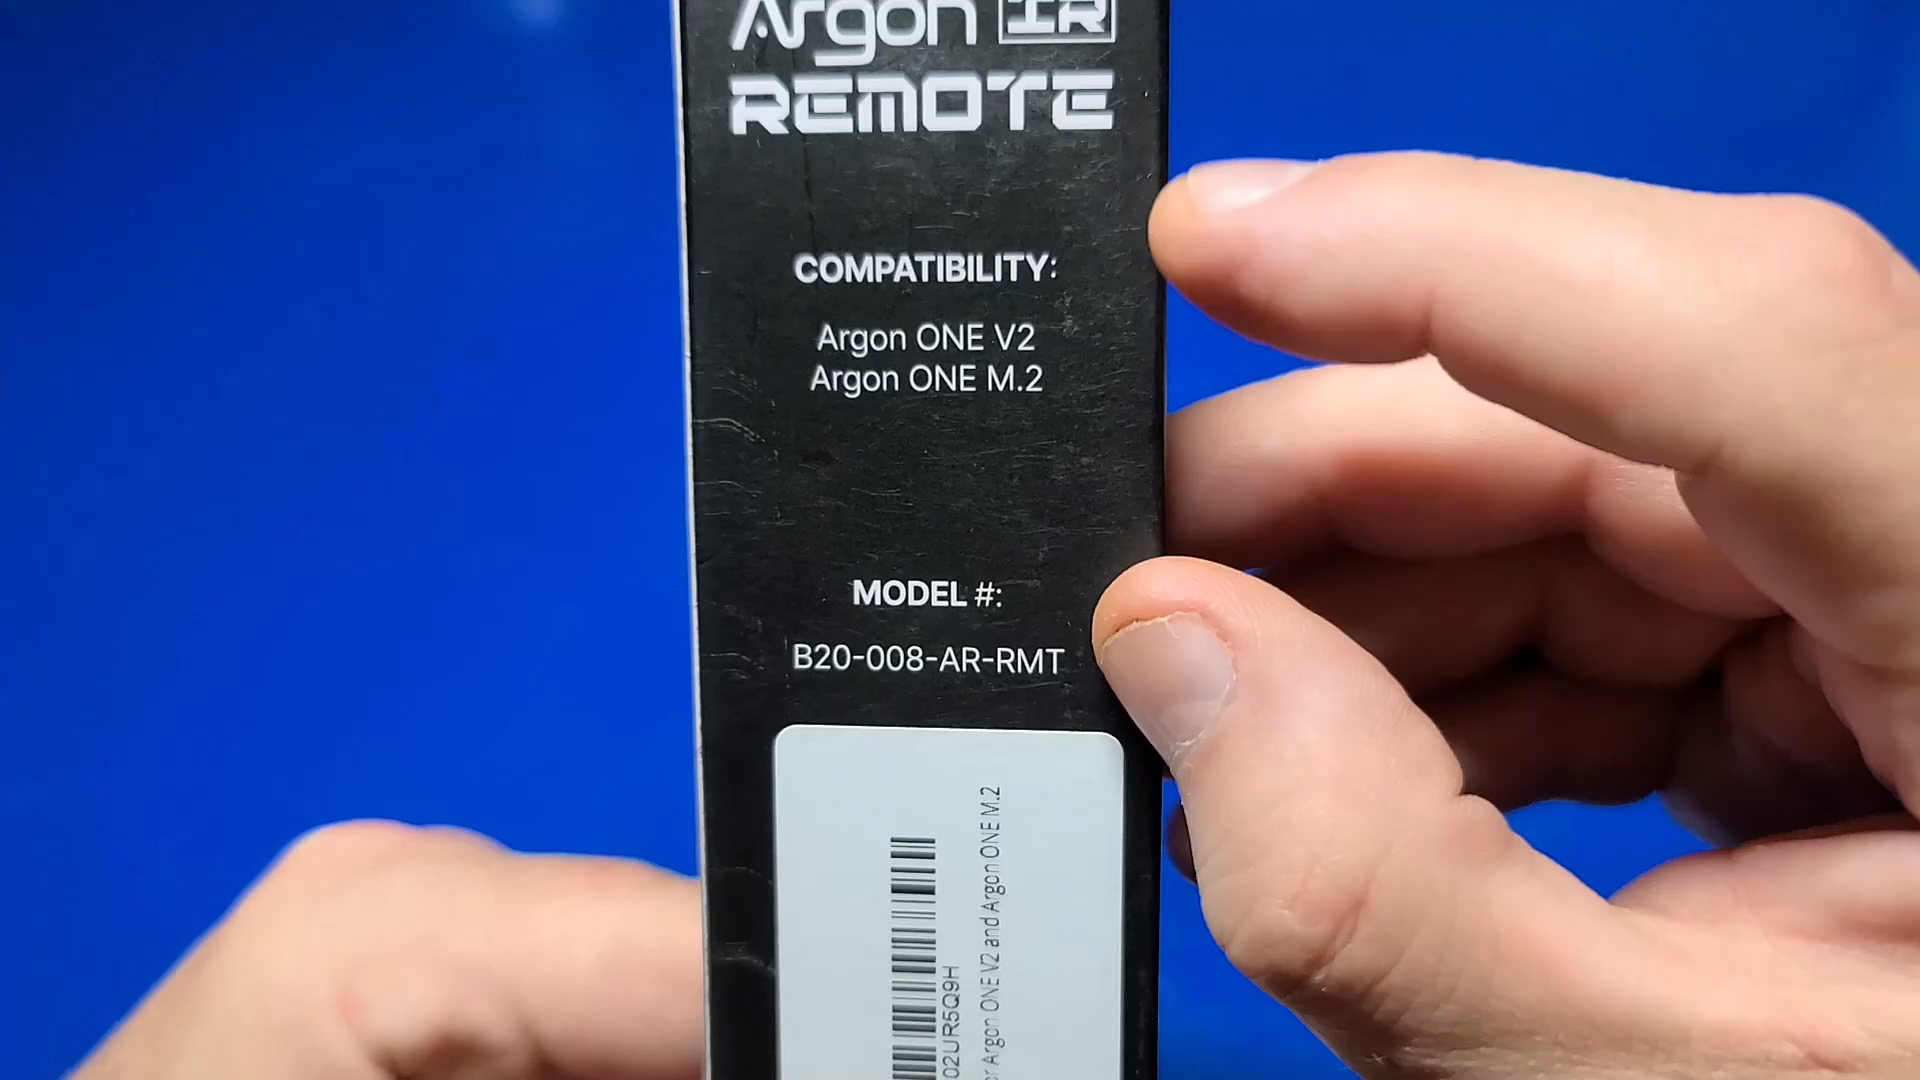 Argon IR
REMOTE
COMPATIBILITY:
Argon ONE V2
Argon ONE M.2
MODEL #:
B20-008-AR-RMT
02UR5Q9H
Argon ONE V2 and Argon ONE M.2